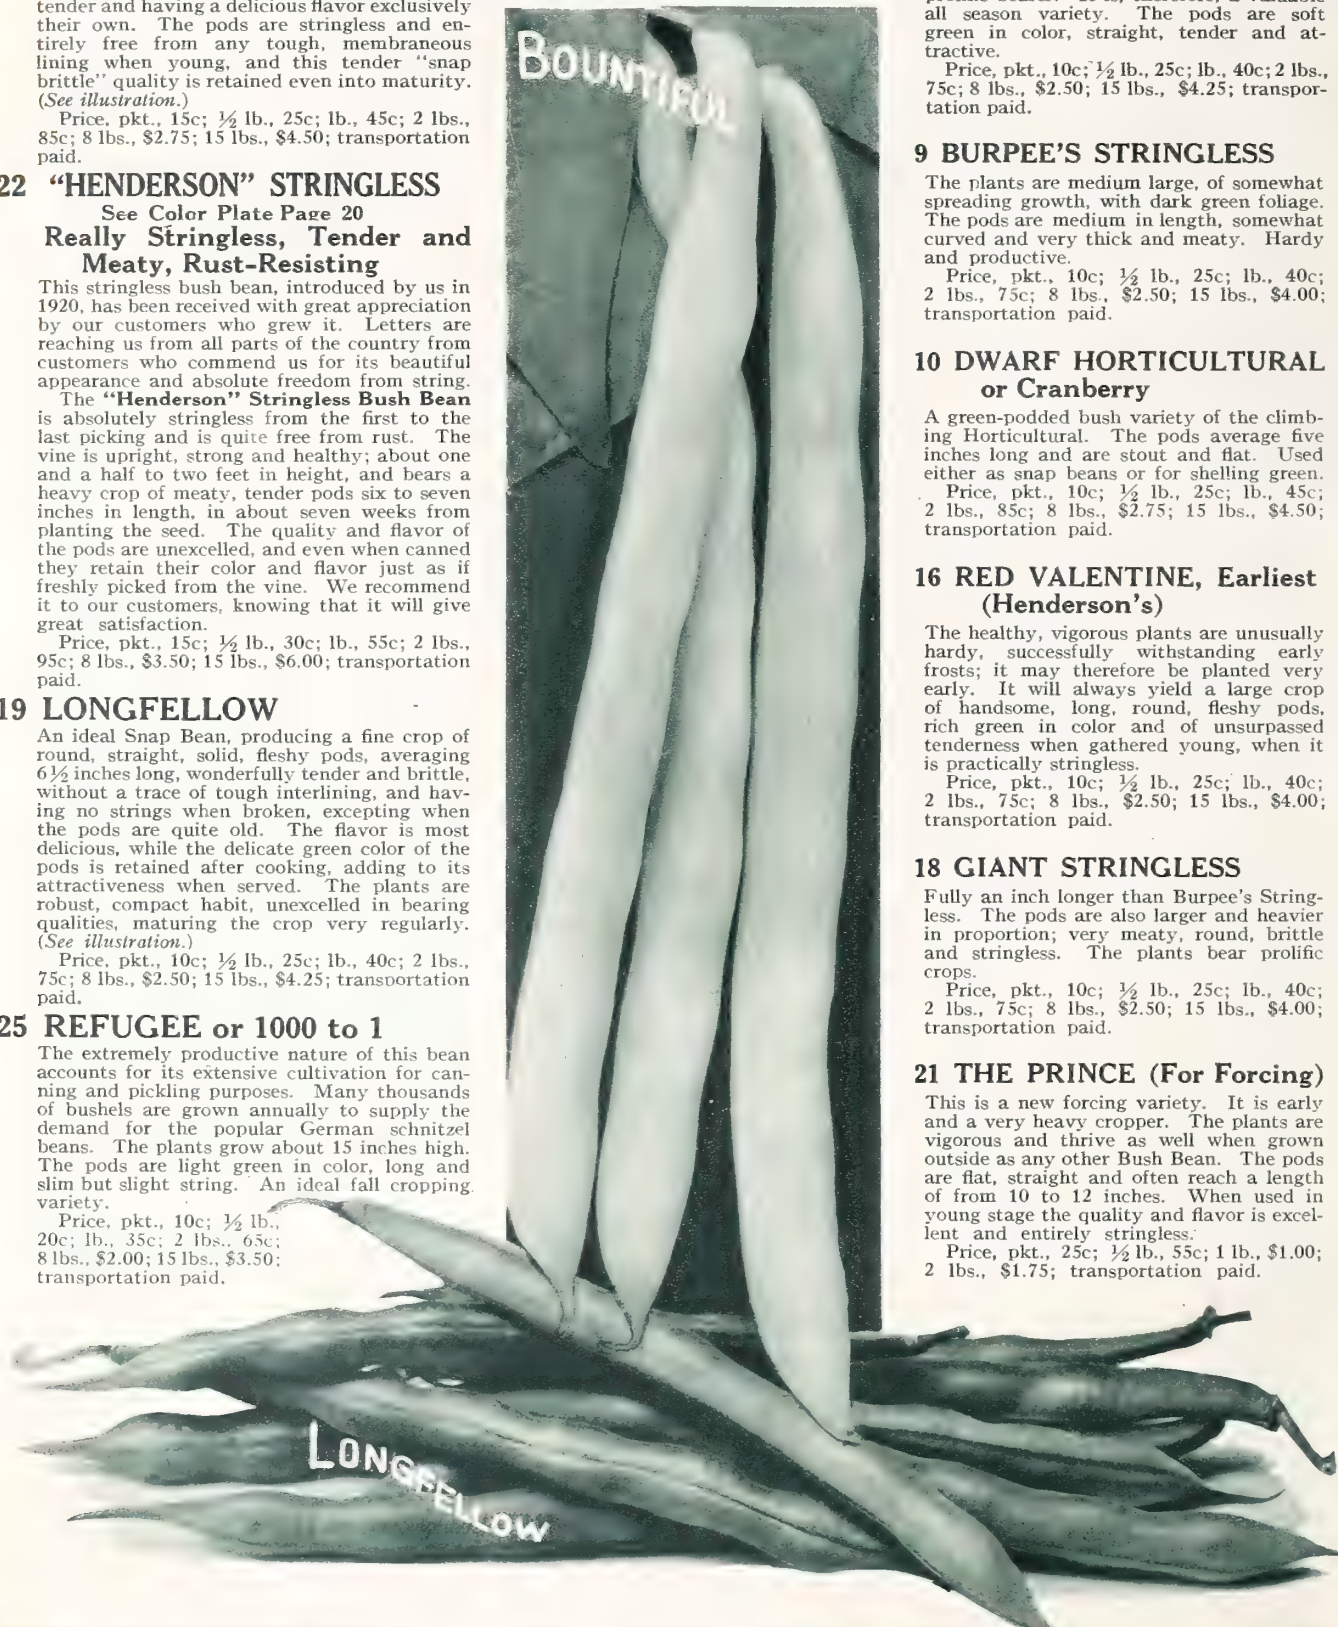 tender and having a delicious flavor exclusively
their own. The pods are stringless and en-
tirely free from any tough, membraneous
lining when young, and this tender "snap
brittle" quality is retained even into maturity.
(See illustration.)
Price, pkt., 15c; ½ lb., 25c; lb., 45c; 2 lbs.,
85c; 8 lbs., $2.75; 15 lbs., $4.50; transportation
paid.
22 "HENDERSON" STRINGLESS
See Color Plate Page 20
Really Stringless, Tender and
Meaty, Rust-Resisting
This stringless bush bean, introduced by us in
1920, has been received with great appreciation
by our customers who grew it. Letters are
reaching us from all parts of the country from
customers who commend us for its beautiful
appearance and absolute freedom from string.
The "Henderson" Stringless Bush Bean
is absolutely stringless from the first to the
last picking and is quite free from rust. The
vine is upright, strong and healthy; about one
and a half to two feet in height, and bears a
heavy crop of meaty, tender pods six to seven
inches in length, in about seven weeks from
planting the seed. The quality and flavor of
the pods are unexcelled, and even when canned
they retain their color and flavor just as if
freshly picked from the vine. We recommend
it to our customers, knowing that it will give
great satisfaction.
Price, pkt., 15c; ½ lb., 30c; lb., 55c; 2 lbs.,
95c; 8 lbs., $3.50; 15 lbs., $6.00; transportation
paid.
19 LONGFELLOW
An ideal Snap Bean, producing a fine crop of
round, straight, solid, fleshy pods, averaging
6½ inches long, wonderfully tender and brittle,
without a trace of tough interlining, and hav-
ing no strings when broken, excepting when
the pods are quite old. The flavor is most
delicious, while the delicate green color of the
pods is retained after cooking, adding to its
attractiveness when served. The plants are
robust, compact habit, unexcelled in bearing
qualities, maturing the crop very regularly.
(See illustration.)
Price, pkt., 10c; ½ lb., 25c; lb., 40c; 2 lbs.,
75c; 8 lbs., $2.50; 15 lbs., $4.25; transportation
paid.
25 REFUGEE or 1000 to 1
The extremely productive nature of this bean
accounts for its extensive cultivation for can-
ning and pickling purposes. Many thousands
of bushels are grown annually to supply the
demand for the popular German schnitzel
beans. The plants grow about 15 inches high.
The pods are light green in color, long and
slim but slight string. An ideal fall cropping
variety.
Price, pkt., 10c; ½ lb.,
20c; lb., 35c; 2 lbs., 65c;
8 lbs., $2.00; 15 lbs., $3.50;
transportation paid.
BOUNTIFUL
LONGFELLOW
all season variety. The pods are soft
green in color, straight, tender and at-
tractive.
Price, pkt., 10c; ½ lb., 25c; lb., 40c; 2 lbs.,
75c; 8 lbs., $2.50; 15 lbs., $4.25; transpor-
tation paid.
9 BURPEE'S STRINGLESS
The plants are medium large, of somewhat
spreading growth, with dark green foliage.
The pods are medium in length, somewhat
curved and very thick and meaty. Hardy
and productive.
Price, pkt., 10c; ½ lb., 25c; lb., 40c;
2 lbs., 75c; 8 lbs., $2.50; 15 lbs., $4.00;
transportation paid.
10 DWARF HORTICULTURAL
or Cranberry
A green-podded bush variety of the climb-
ing Horticultural. The pods average five
inches long and are stout and flat. Used
either as snap beans or for shelling green.
Price, pkt., 10c; ½ lb., 25c; lb., 45c;
2 lbs., 85c; 8 lbs., $2.75; 15 lbs., $4.50;
transportation paid.
16 RED VALENTINE, Earliest
(Henderson's)
The healthy, vigorous plants are unusually
hardy, successfully withstanding early
frosts; it may therefore be planted very
early. It will always yield a large crop
of handsome, long, round, fleshy pods,
rich green in color and of unsurpassed
tenderness when gathered young, when it
is practically stringless.
Price, pkt., 10c; ½ lb., 25c; lb., 40c;
2 lbs., 75c; 8 lbs., $2.50; 15 lbs., $4.00;
transportation paid.
18 GIANT STRINGLESS
Fully an inch longer than Burpee's String-
less. The pods are also larger and heavier
in proportion; very meaty, round, brittle
and stringless. The plants bear prolific
crops.
Price, pkt., 10c; ½ lb., 25c; lb., 40c;
2 lbs., 75c; 8 lbs., $2.50; 15 lbs., $4.00;
transportation paid.
21 THE PRINCE (For Forcing)
This is a new forcing variety. It is early
and a very heavy cropper. The plants are
vigorous and thrive as well when grown
outside as any other Bush Bean. The pods
are flat, straight and often reach a length
of from 10 to 12 inches. When used in
young stage the quality and flavor is excel-
lent and entirely stringless.
Price, pkt., 25c; ½ lb., 55c; 1 lb., $1.00;
2 lbs., $1.75; transportation paid.